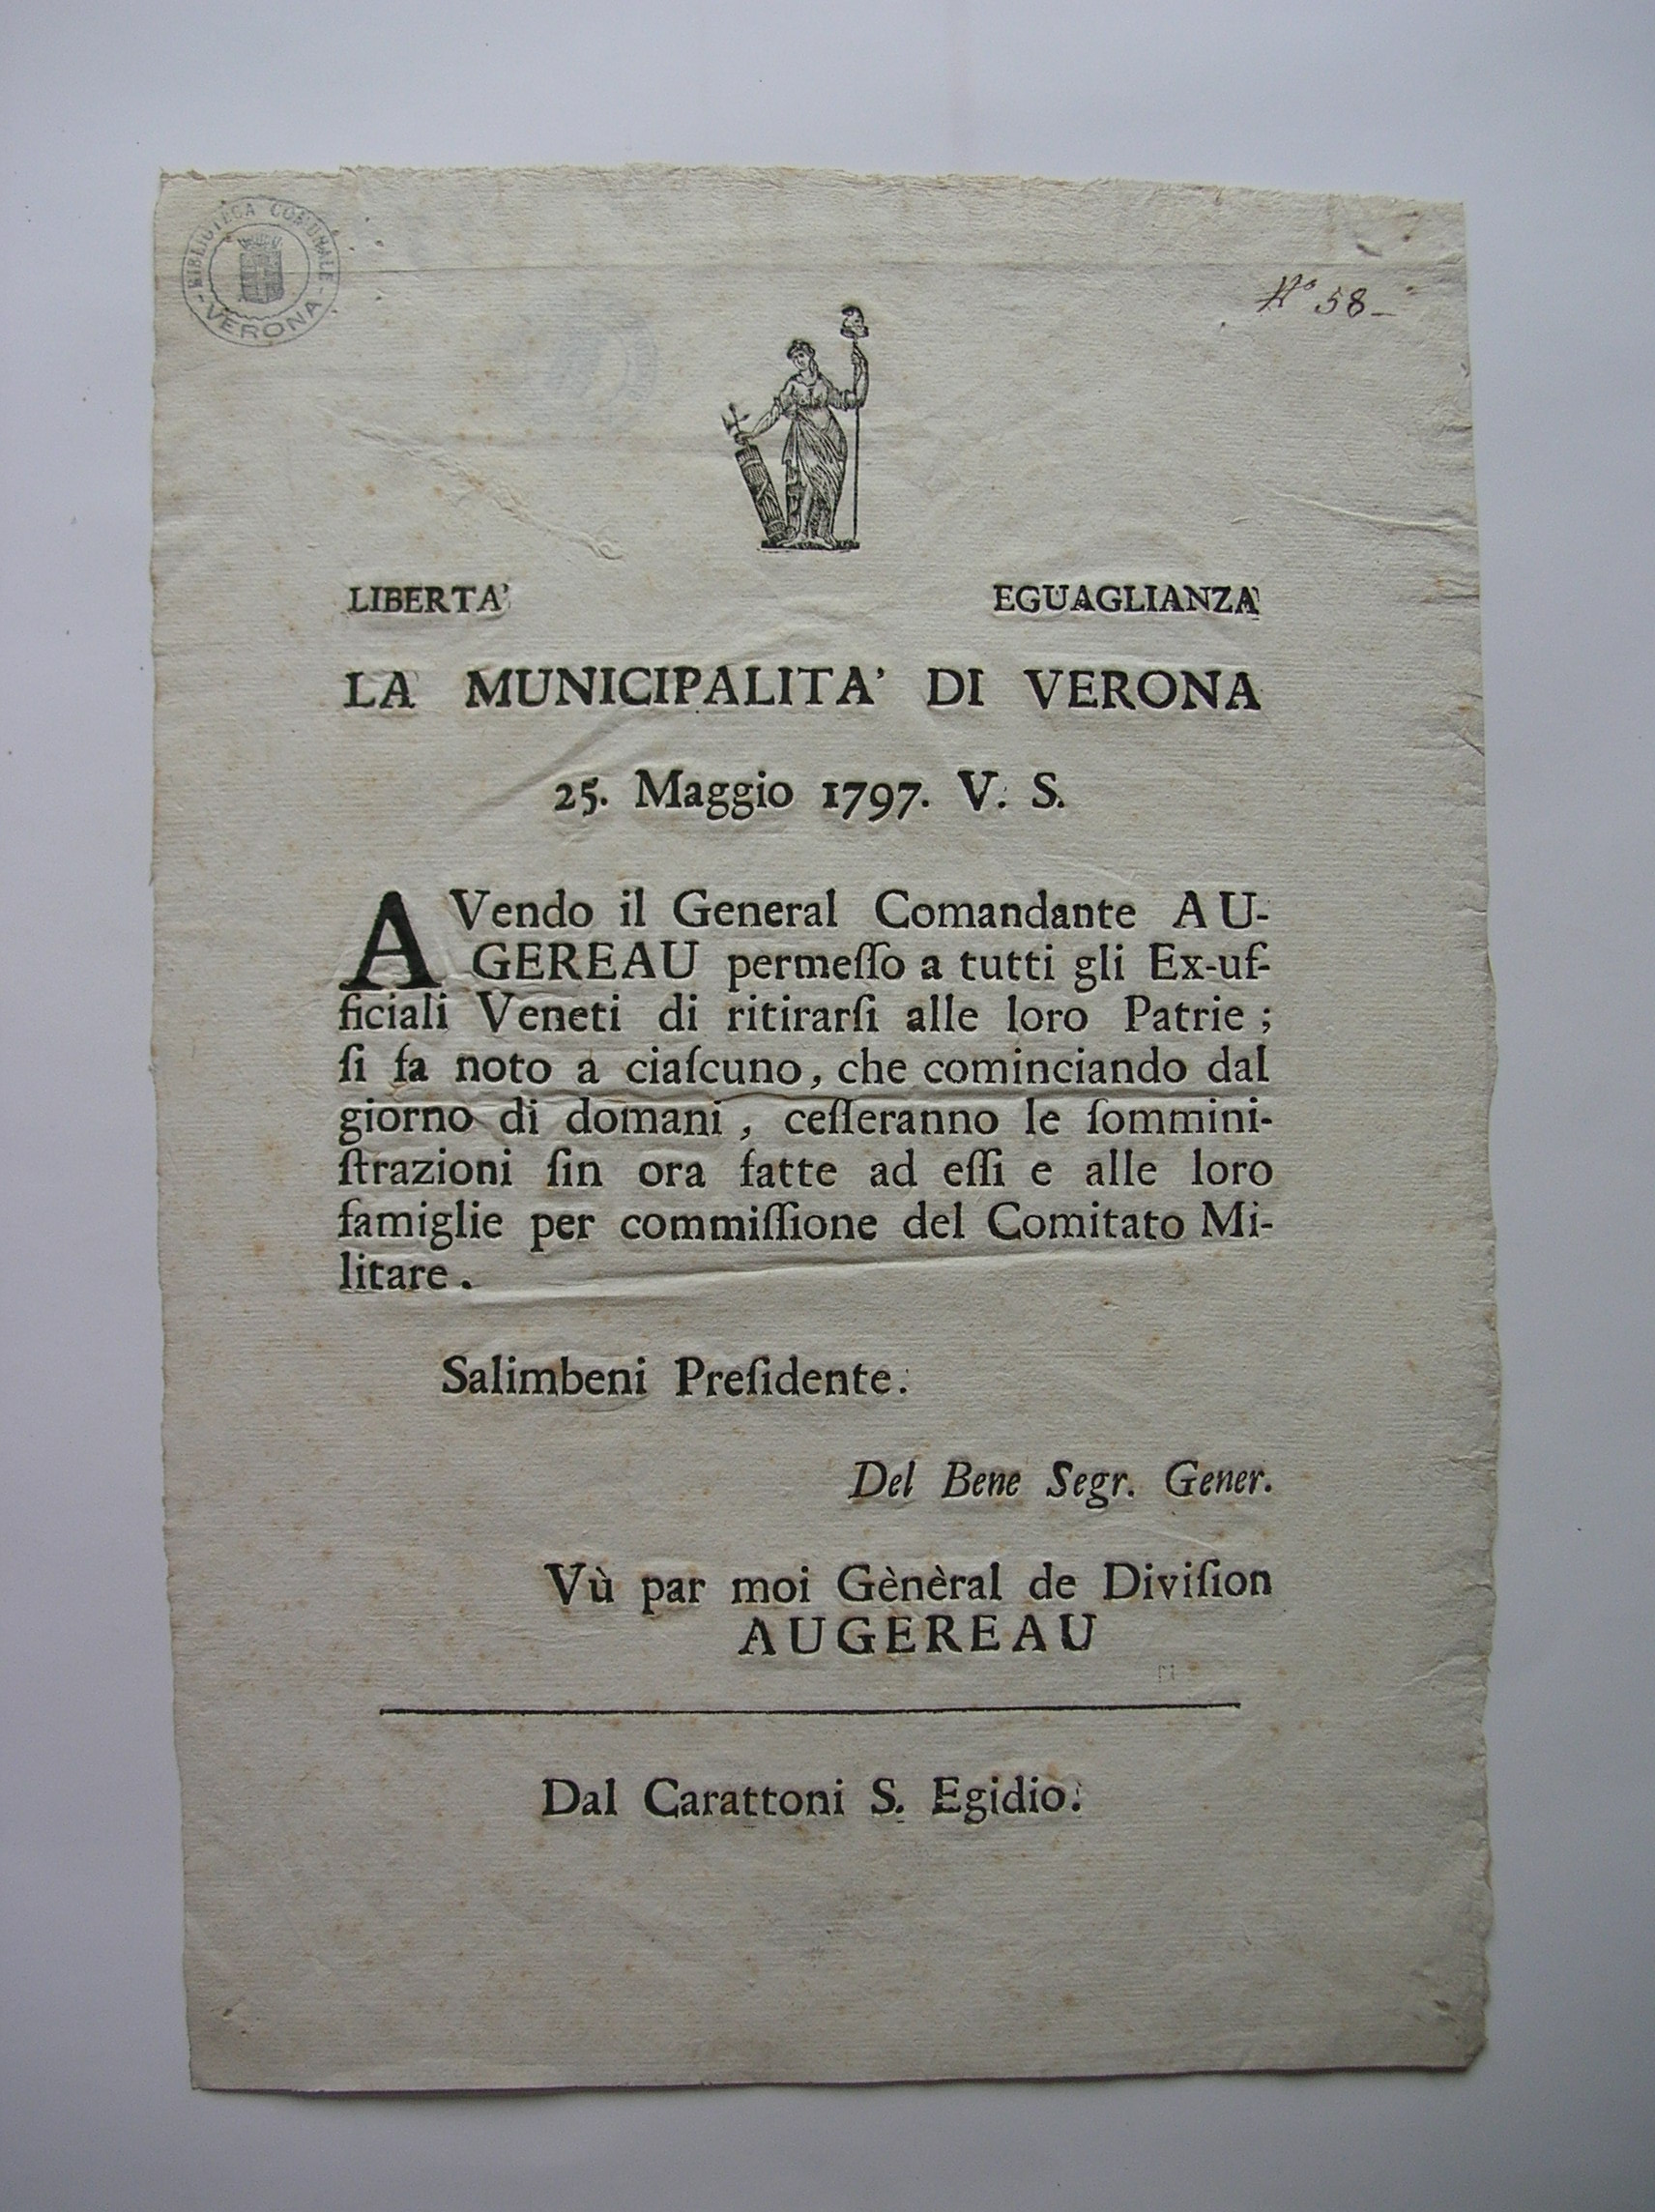 BIBLIOTECA COMUNALE
- VERONA -
N.° 58-
LIBERTA' EGUAGLIANZA
LA MUNICIPALITA' DI VERONA
25. Maggio 1797. V. S.
AVendo il General Comandante AU-
GEREAU permeſſo a tutti gli Ex-uf-
ficiali Veneti di ritirarſi alle loro Patrie ;
ſi fa noto a ciaſcuno, che cominciando dal
giorno di domani, ceſſeranno le ſommini-
ſtrazioni ſin ora fatte ad eſſi e alle loro
famiglie per commiſſione del Comitato Mi-
litare.
Salimbeni Preſidente.
Del Bene Segr. Gener.
Vù par moi Gènèral de Diviſion
AUGEREAU
Dal Carattoni S. Egidio.